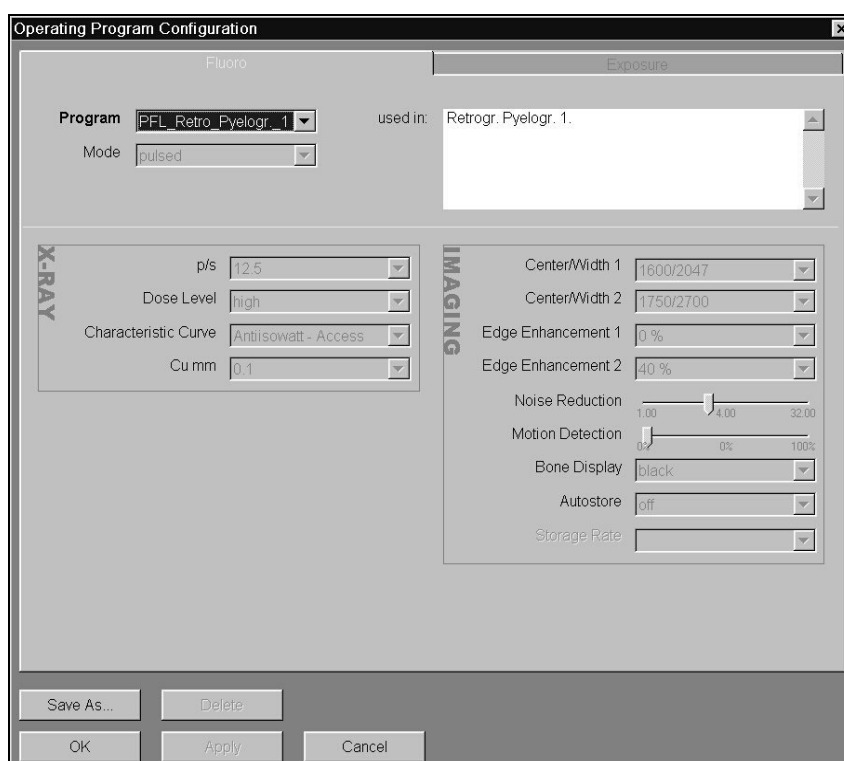 Operating Program Configuration
Fluoro
Exposure
Program PFL_Retro_Pyelogr._1 used in: Retrogr. Pyelogr. 1.
Mode pulsed
X-RAY
p/s 12.5
Dose Level high
Characteristic Curve Antiisowatt - Access
Cu mm 0.1
IMAGING
Center/Width 1 1600/2047
Center/Width 2 1750/2700
Edge Enhancement 1 0 %
Edge Enhancement 2 40 %
Noise Reduction
1.00 4.00 32.00
Motion Detection
0% 0% 100%
Bone Display black
Autostore off
Storage Rate
Save As... Delete
OK Apply Cancel